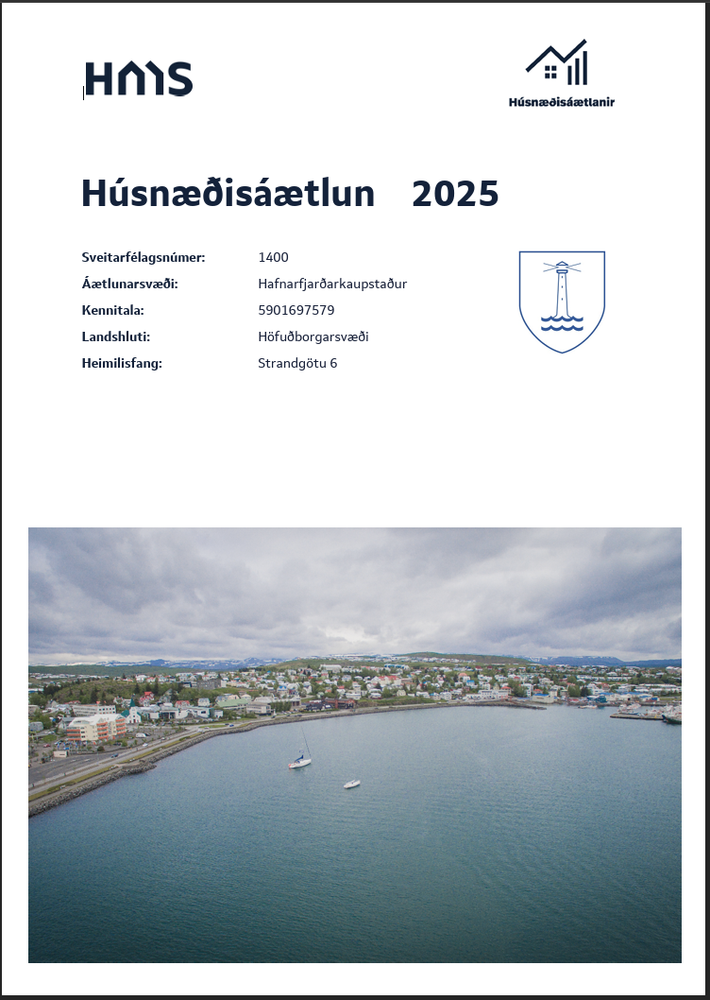 HMS
Húsnæðisáætlanir
Húsnæðisáætlun 2025
Sveitarfélagsnúmer: 1400
Áætlunarsvæði: Hafnarfjarðarkaupstaður
Kennitala: 5901697579
Landshluti: Höfuðborgarsvæði
Heimilisfang: Strandgötu 6